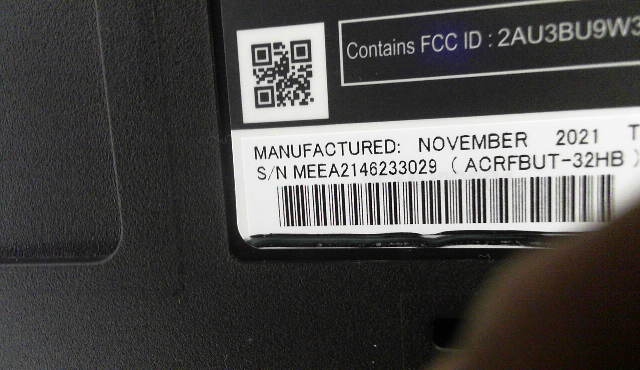 Contains FCC ID : 2AU3BU9W3
MANUFACTURED: NOVEMBER 2021 T
S/N MEEA2146233029 ( ACRFBUT-32HB )